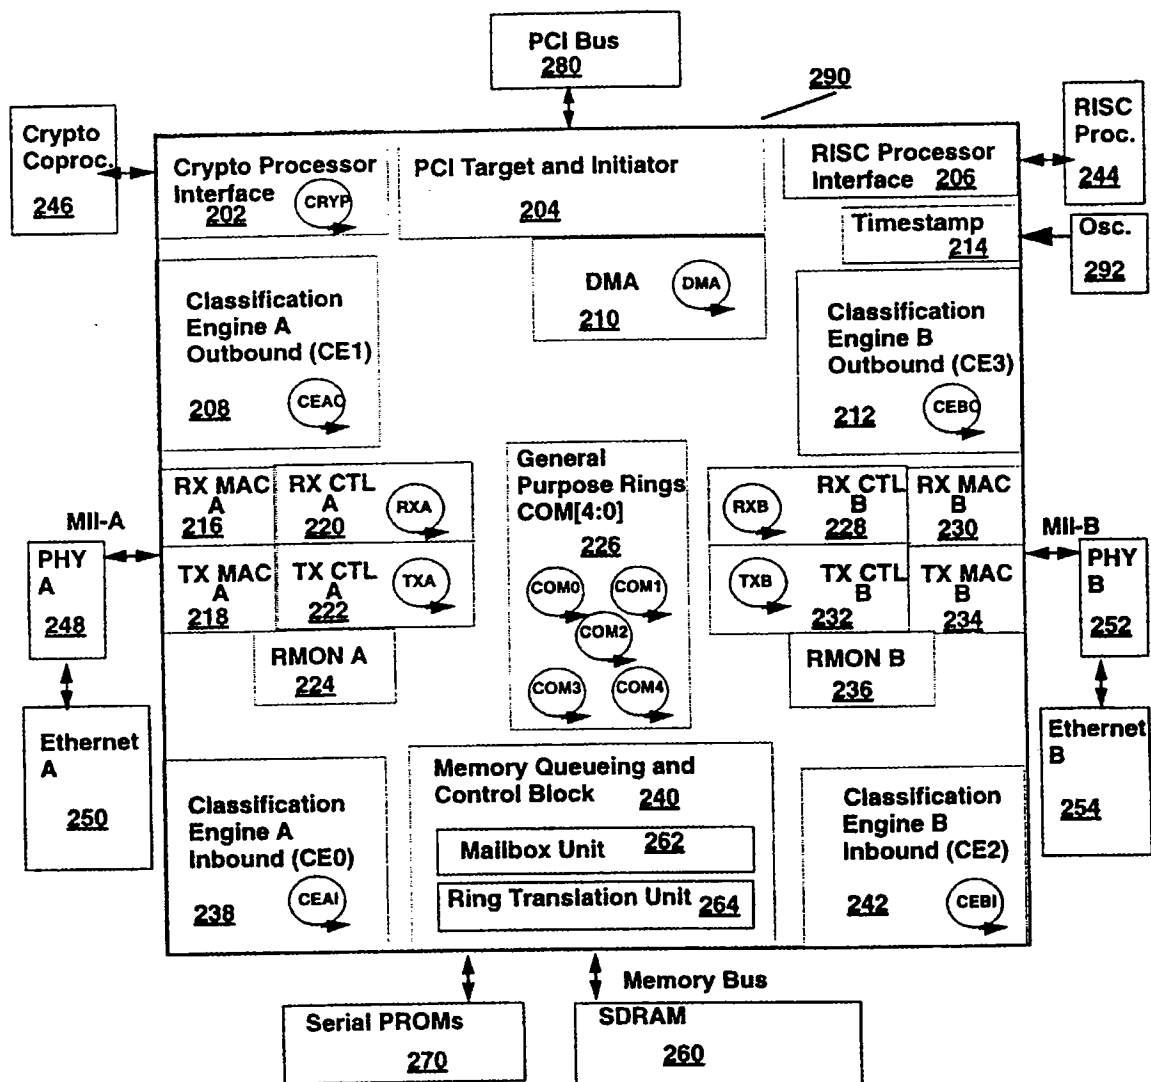 PCI Bus
280
290
Crypto
Coproc.
246
Crypto Processor
Interface
202
CRYP
PCI Target and Initiator
204
RISC Processor
Interface 206
RISC
Proc.
244
Timestamp
214
Osc.
292
DMA
210
DMA
Classification
Engine A
Outbound (CE1)
208
CEAO
Classification
Engine B
Outbound (CE3)
212
CEBO
RX MAC
A
216
RX CTL
A
220
RXA
TX MAC
A
218
TX CTL
A
222
TXA
RMON A
224
General
Purpose Rings
COM[4:0]
226
COM0
COM1
COM2
COM3
COM4
RXB
RX CTL
B
228
RX MAC
B
230
TXB
TX CTL
B
232
TX MAC
B
234
RMON B
236
MII-A
PHY
A
248
Ethernet
A
250
MII-B
PHY
B
252
Ethernet
B
254
Classification
Engine A
Inbound (CE0)
238
CEAI
Memory Queueing and
Control Block 240
Mailbox Unit 262
Ring Translation Unit 264
Classification
Engine B
Inbound (CE2)
242
CEBI
Memory Bus
Serial PROMs
270
SDRAM
260